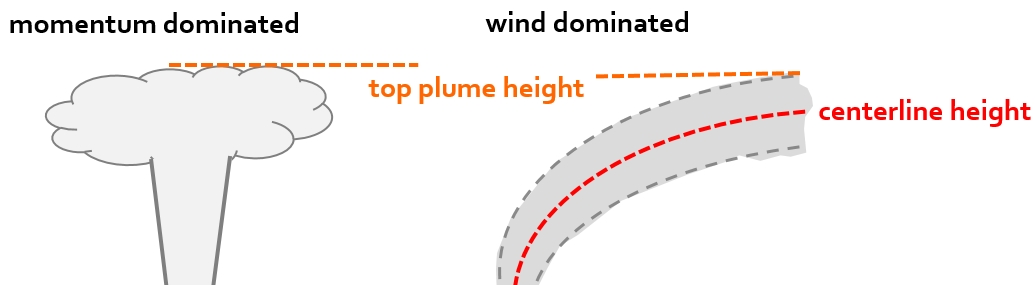 momentum dominated
wind dominated
top plume height
centerline height